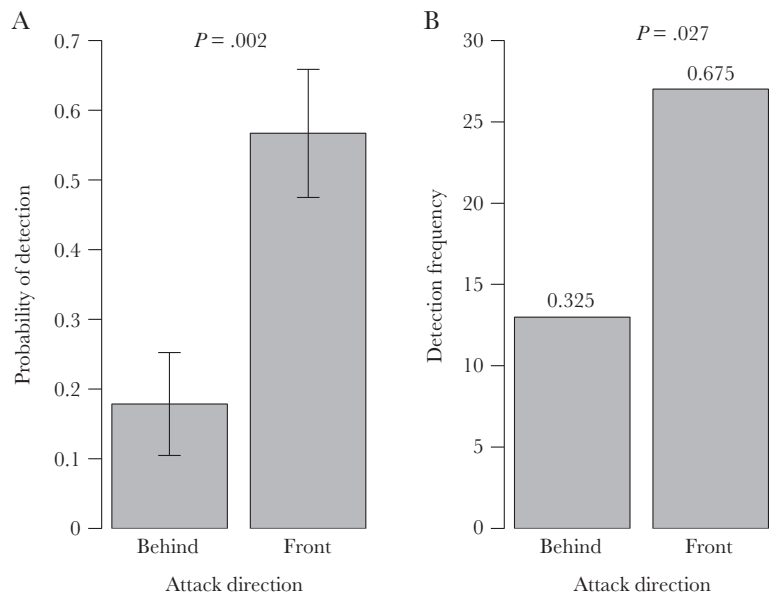 A
P = .002
0.7
0.6
0.5
0.4
0.3
0.2
0.1
0
Probability of detection
Behind
Front
Attack direction
B
P = .027
30
25
20
15
10
5
0
Detection frequency
0.325
0.675
Behind
Front
Attack direction